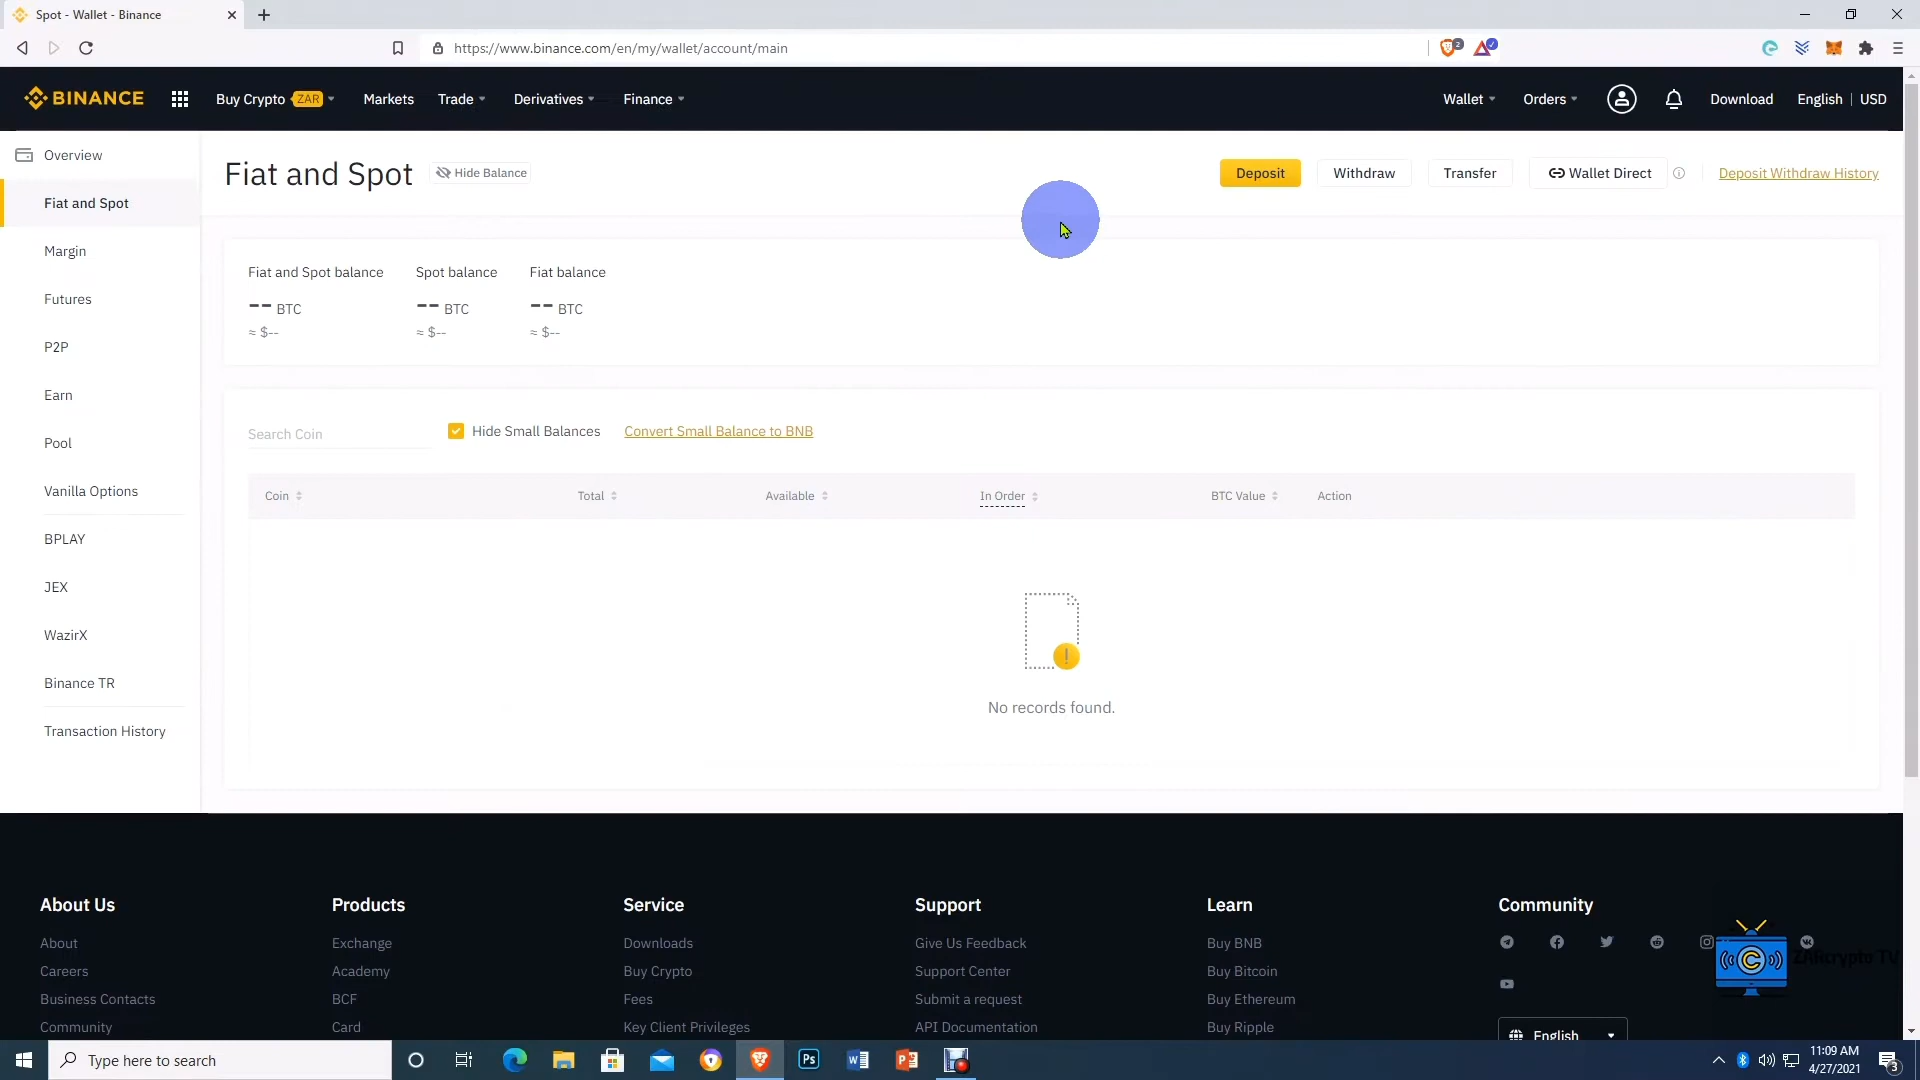 Spot - Wallet - Binance
https://www.binance.com/en/my/wallet/account/main
2
BINANCE
Buy Crypto ZAR
Markets
Trade
Derivatives
Finance
Wallet
Orders
Download
English | USD
Overview
Fiat and Spot
Margin
Futures
P2P
Earn
Pool
Vanilla Options
BPLAY
JEX
WazirX
Binance TR
Transaction History
Fiat and Spot
Hide Balance
Deposit
Withdraw
Transfer
Wallet Direct
Deposit Withdraw History
Fiat and Spot balance
-- BTC
≈ $--
Spot balance
-- BTC
≈ $--
Fiat balance
-- BTC
≈ $--
Search Coin
Hide Small Balances
Convert Small Balance to BNB
Coin
Total
Available
In Order
BTC Value
Action
No records found.
About Us
About
Careers
Business Contacts
Community
Products
Exchange
Academy
BCF
Card
Service
Downloads
Buy Crypto
Fees
Key Client Privileges
Support
Give Us Feedback
Support Center
Submit a request
API Documentation
Learn
Buy BNB
Buy Bitcoin
Buy Ethereum
Buy Ripple
Community
ZARcrypto TV
English
Type here to search
Ps
11:09 AM
4/27/2021
3